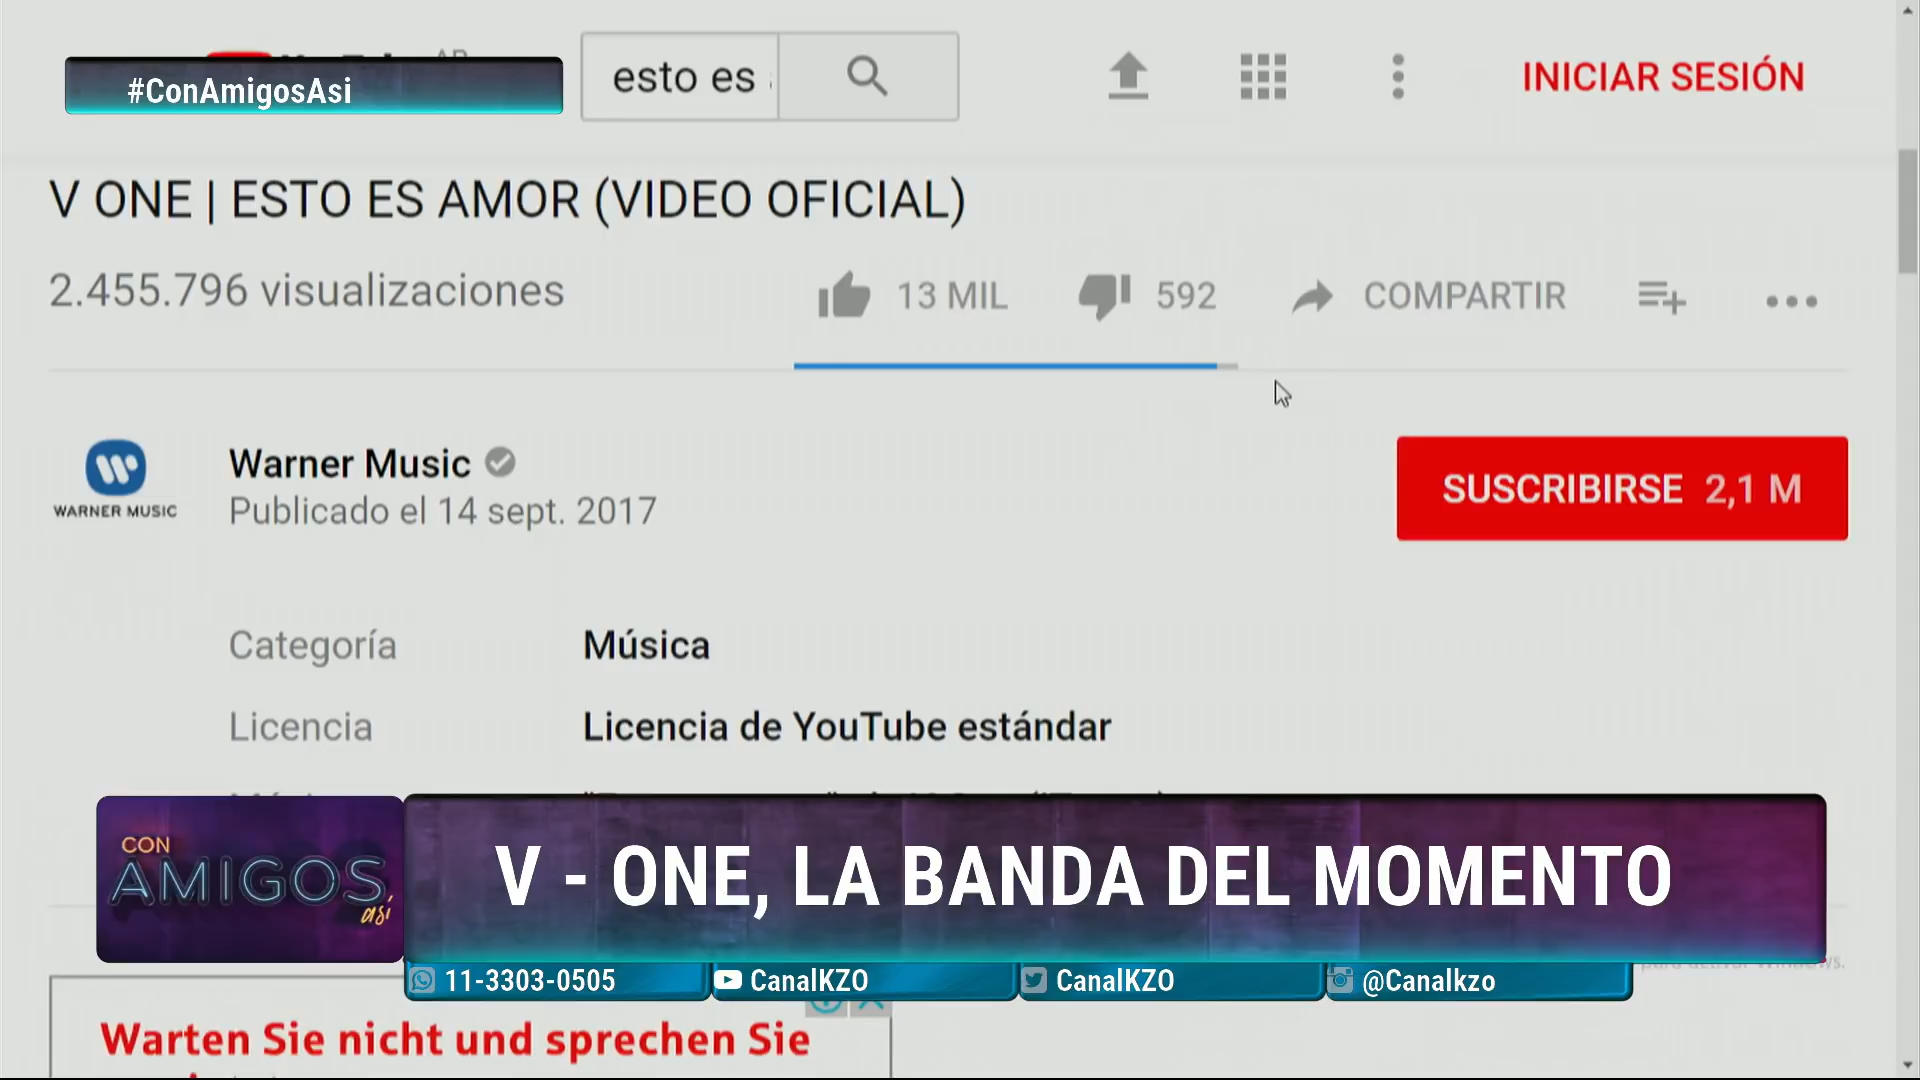 #ConAmigosAsi
esto es
INICIAR SESIÓN
V ONE | ESTO ES AMOR (VIDEO OFICIAL)
2.455.796 visualizaciones
13 MIL
592
COMPARTIR
Warner Music
WARNER MUSIC
Publicado el 14 sept. 2017
SUSCRIBIRSE 2,1 M
Categoría Música
Licencia Licencia de YouTube estándar
CON
AMIGOS
así
V - ONE, LA BANDA DEL MOMENTO
11-3303-0505
CanalKZO
CanalKZO
@Canalkzo
Warten Sie nicht und sprechen Sie